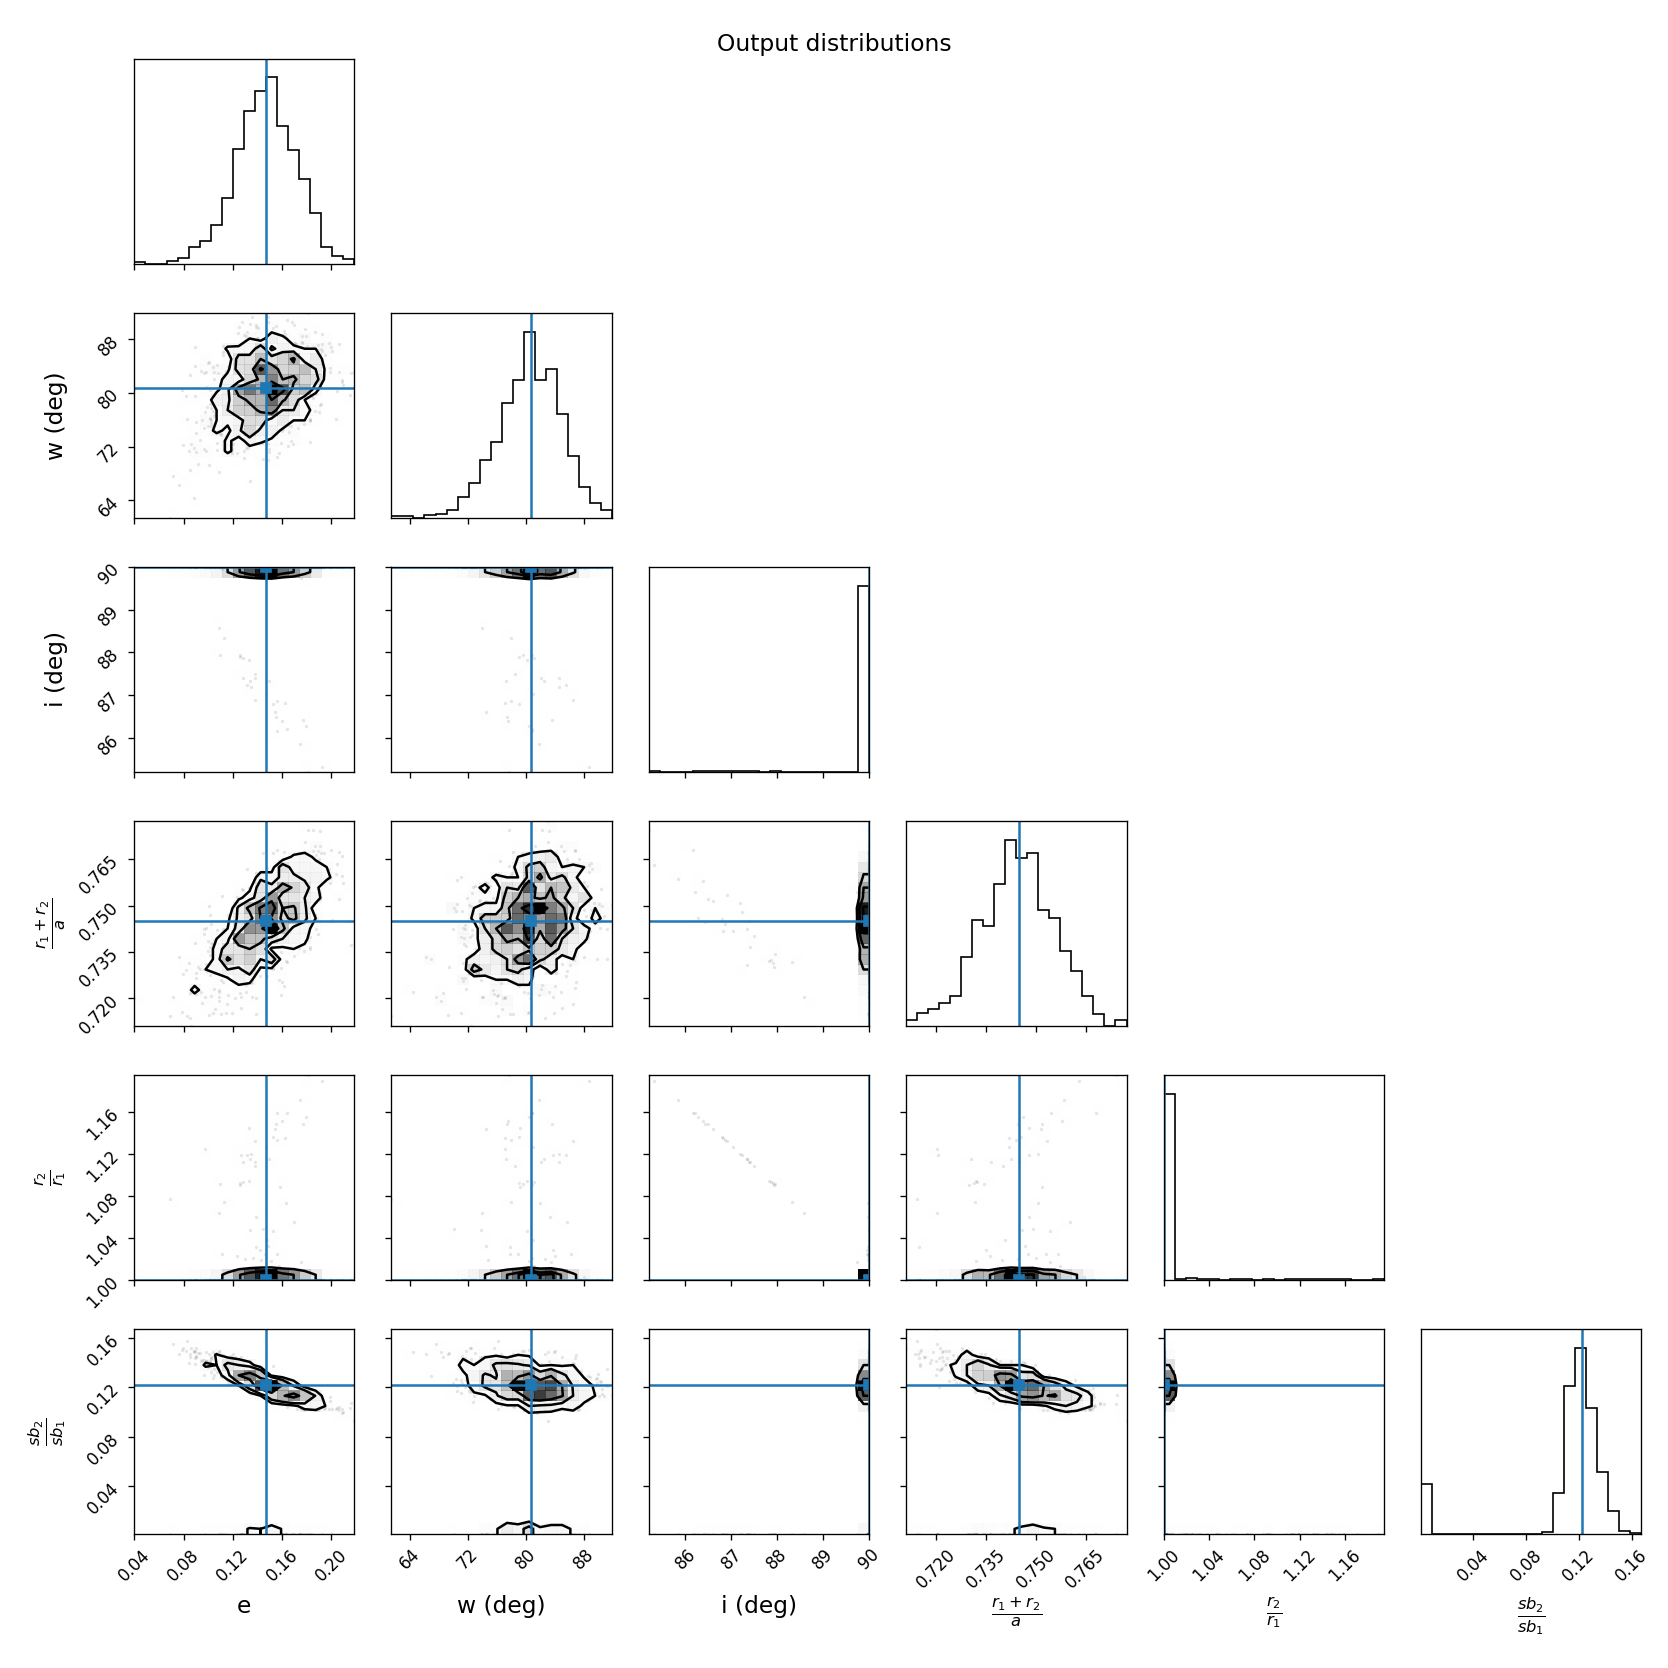 Output distributions
88
80
72
64
w (deg)
90
89
88
87
86
i (deg)
0.765
0.750
0.735
0.720
r₁ + r₂
a
1.16
1.12
1.08
1.04
1.00
r₂
r₁
0.16
0.12
0.08
0.04
sb₂
sb₁
0.04 0.08 0.12 0.16 0.20 64 72 80 88 86 87 88 89 90 0.720 0.735 0.750 0.765 1.00 1.04 1.08 1.12 1.16 0.04 0.08 0.12 0.16
e w (deg) i (deg) r₁ + r₂ r₂ sb₂
a r₁ sb₁